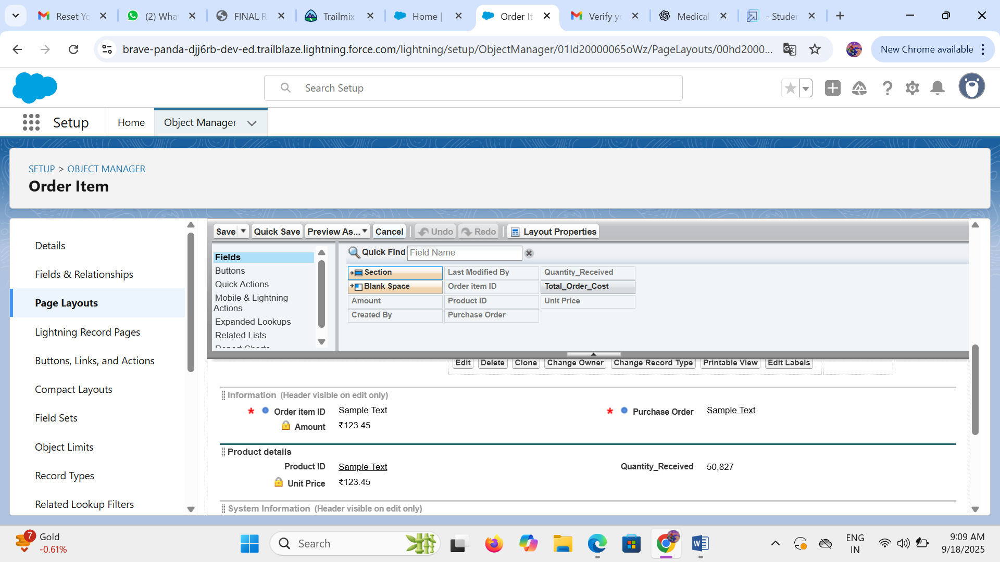 Reset Yo
(2) What
FINAL R
Trailmix
Home |
Order It
Verify yo
Medical
- Studen
brave-panda-djj6rb-dev-ed.trailblaze.lightning.force.com/lightning/setup/ObjectManager/01Id20000065oWz/PageLayouts/00hd2000...
New Chrome available
Search Setup
Setup
Home
Object Manager
SETUP > OBJECT MANAGER
Order Item
Details
Fields & Relationships
Page Layouts
Lightning Record Pages
Buttons, Links, and Actions
Compact Layouts
Field Sets
Object Limits
Record Types
Related Lookup Filters
Save
Quick Save
Preview As...
Cancel
Undo
Redo
Layout Properties
Fields
Buttons
Quick Actions
Mobile & Lightning
Actions
Expanded Lookups
Related Lists
Report Charts
Quick Find Field Name
Section Last Modified By Quantity_Received
Blank Space Order item ID Total_Order_Cost
Amount Product ID Unit Price
Created By Purchase Order
Edit Delete Clone Change Owner Change Record Type Printable View Edit Labels
Information (Header visible on edit only)
* Order item ID Sample Text * Purchase Order Sample Text
Amount ₹123.45
Product details
Product ID Sample Text Quantity_Received 50,827
Unit Price ₹123.45
System Information (Header visible on edit only)
7
Gold
-0.61%
Search
ENG
IN
9:09 AM
9/18/2025